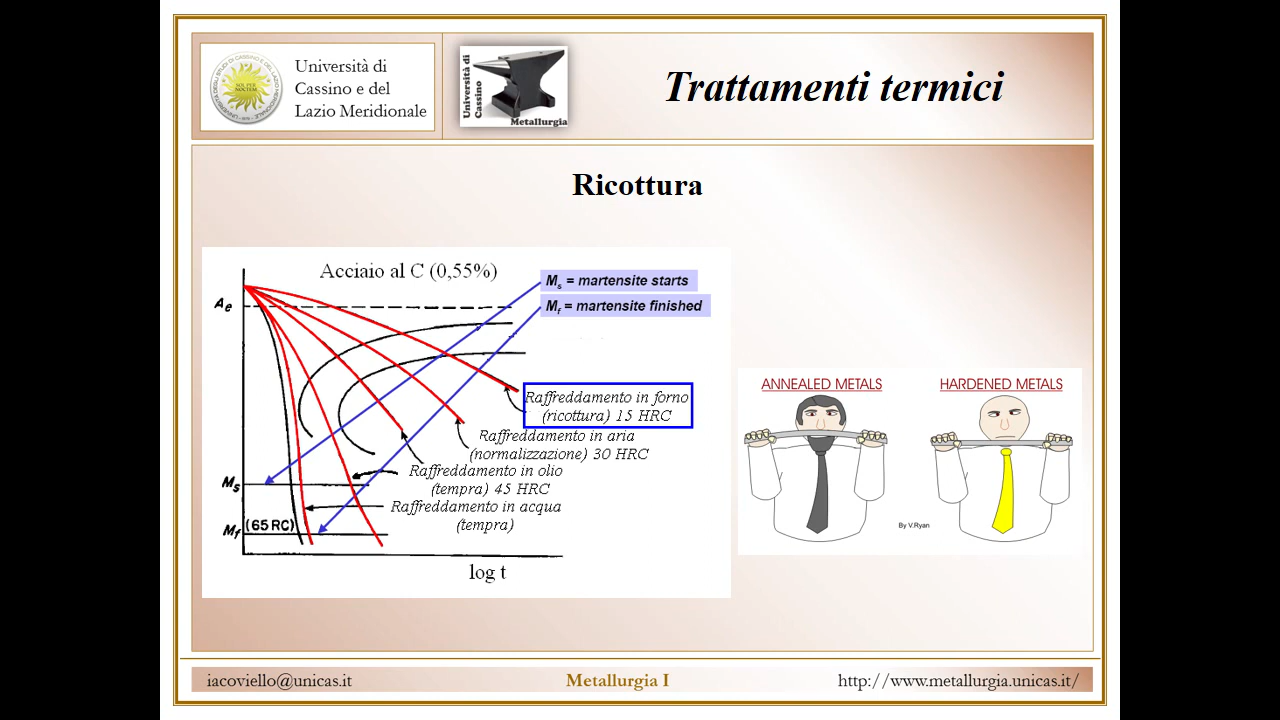 Università di
Cassino e del
Lazio Meridionale
Università di
Cassino
Metallurgia
Trattamenti termici
Ricottura
Acciaio al C (0,55%)
Ms = martensite starts
Mf = martensite finished
Ae
Raffreddamento in forno
(ricottura) 15 HRC
Raffreddamento in aria
(normalizzazione) 30 HRC
Raffreddamento in olio
(tempra) 45 HRC
Raffreddamento in acqua
(tempra)
Ms
Mf
(65 RC)
log t
ANNEALED METALS
HARDENED METALS
By V.Ryan
iacoviello@unicas.it
Metallurgia I
http://www.metallurgia.unicas.it/